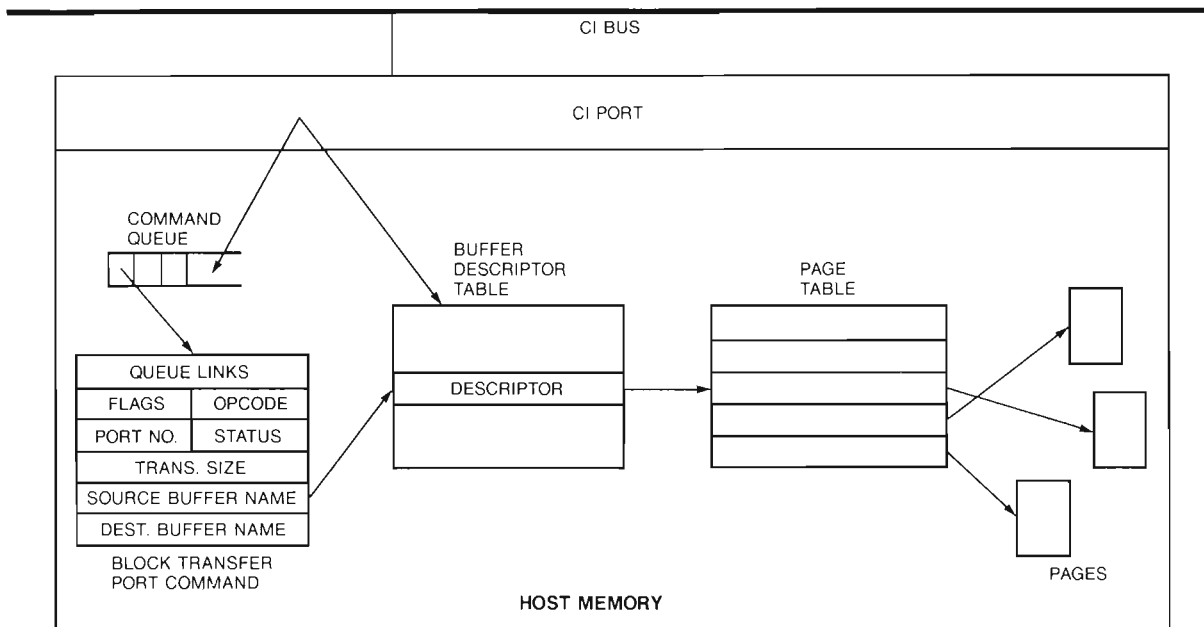 CI BUS
CI PORT
COMMAND
QUEUE
BUFFER
DESCRIPTOR
TABLE
PAGE
TABLE
QUEUE LINKS
FLAGS OPCODE
PORT NO. STATUS
TRANS. SIZE
SOURCE BUFFER NAME
DEST. BUFFER NAME
BLOCK TRANSFER
PORT COMMAND
DESCRIPTOR
PAGES
HOST MEMORY